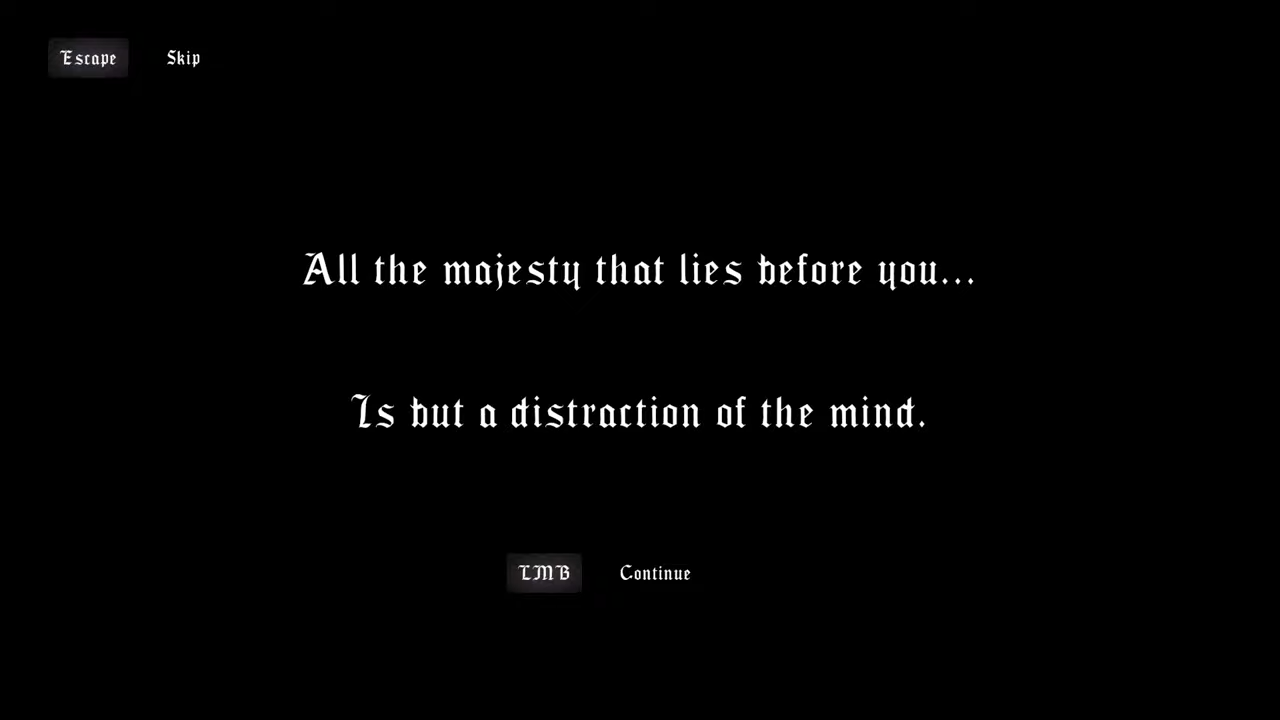 Escape Skip
All the majesty that lies before you...
Is but a distraction of the mind.
LMB Continue